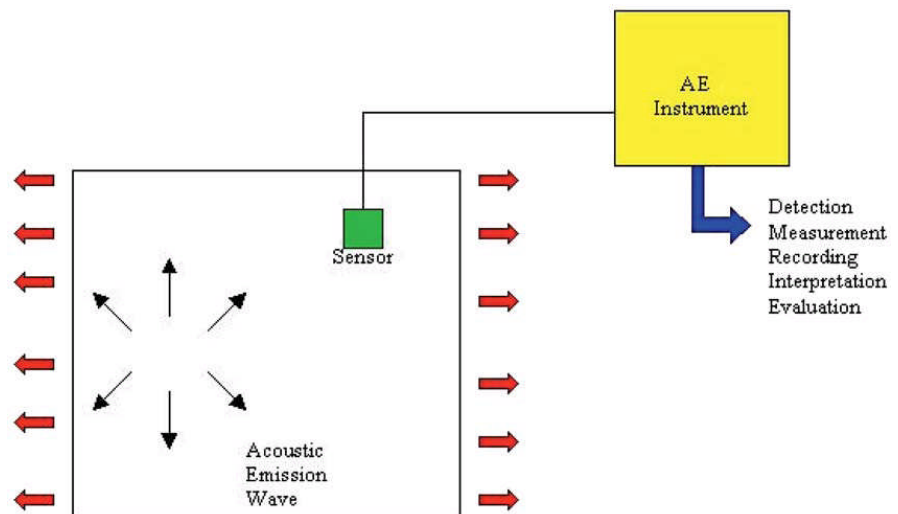 AE
Instrument
Sensor
Detection
Measurement
Recording
Interpretation
Evaluation
Acoustic
Emission
Wave